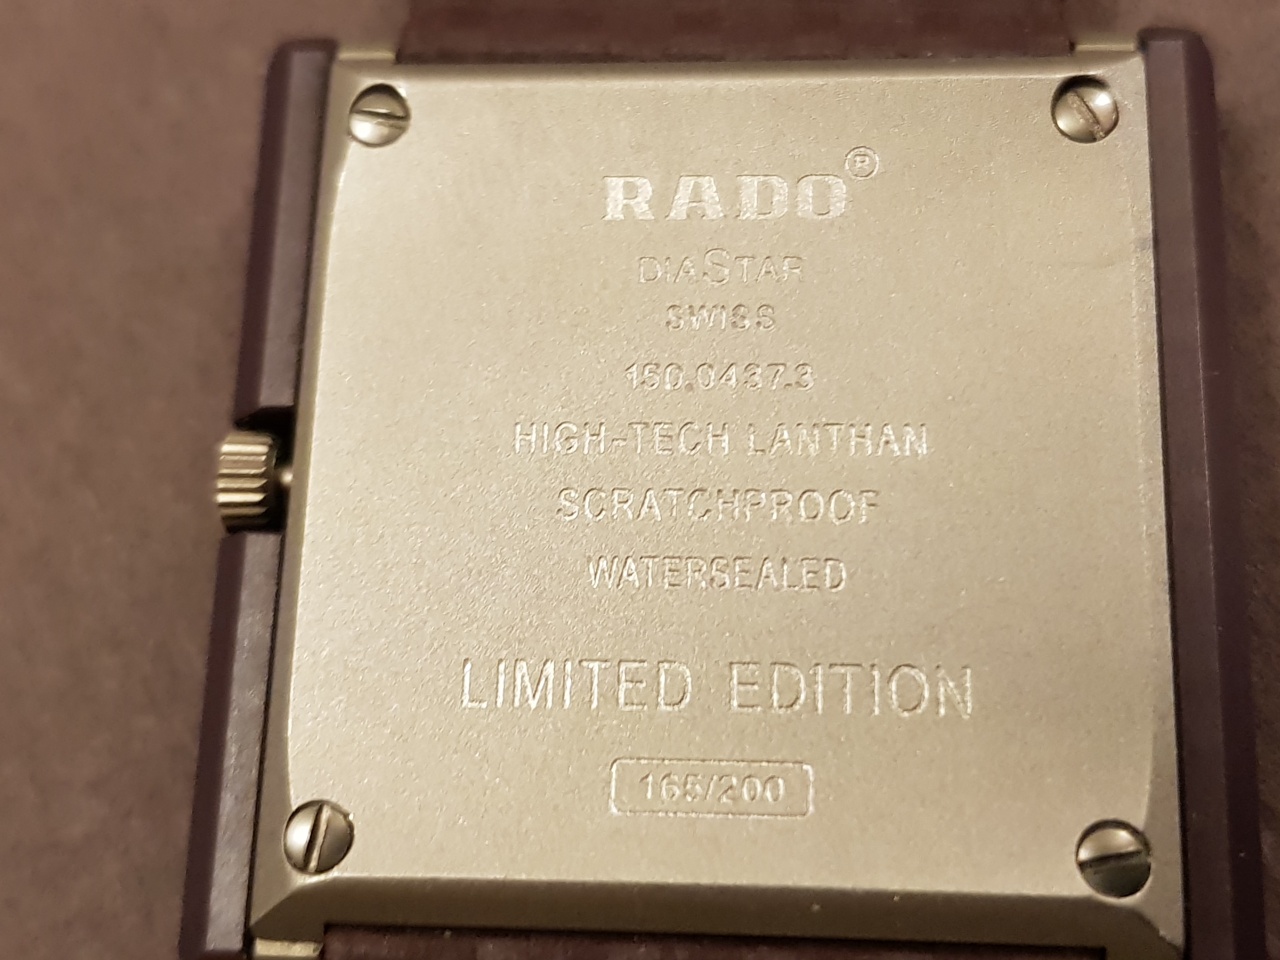 RADO®
DIASTAR
SWISS
150.0437.3
HIGH-TECH LANTHAN
SCRATCHPROOF
WATERSEALED
LIMITED EDITION
165/200